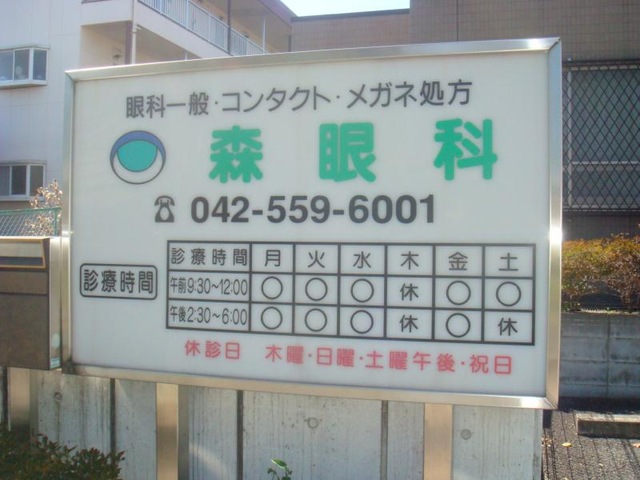 眼科一般・コンタクト・メガネ処方
森眼科
☎ 042-559-6001
診療時間
診療時間 月 火 水 木 金 土
午前9:30~12:00 ○ ○ ○ 休 ○ ○
午後2:30~6:00 ○ ○ ○ 休 ○ 休
休診日 木曜・日曜・土曜午後・祝日